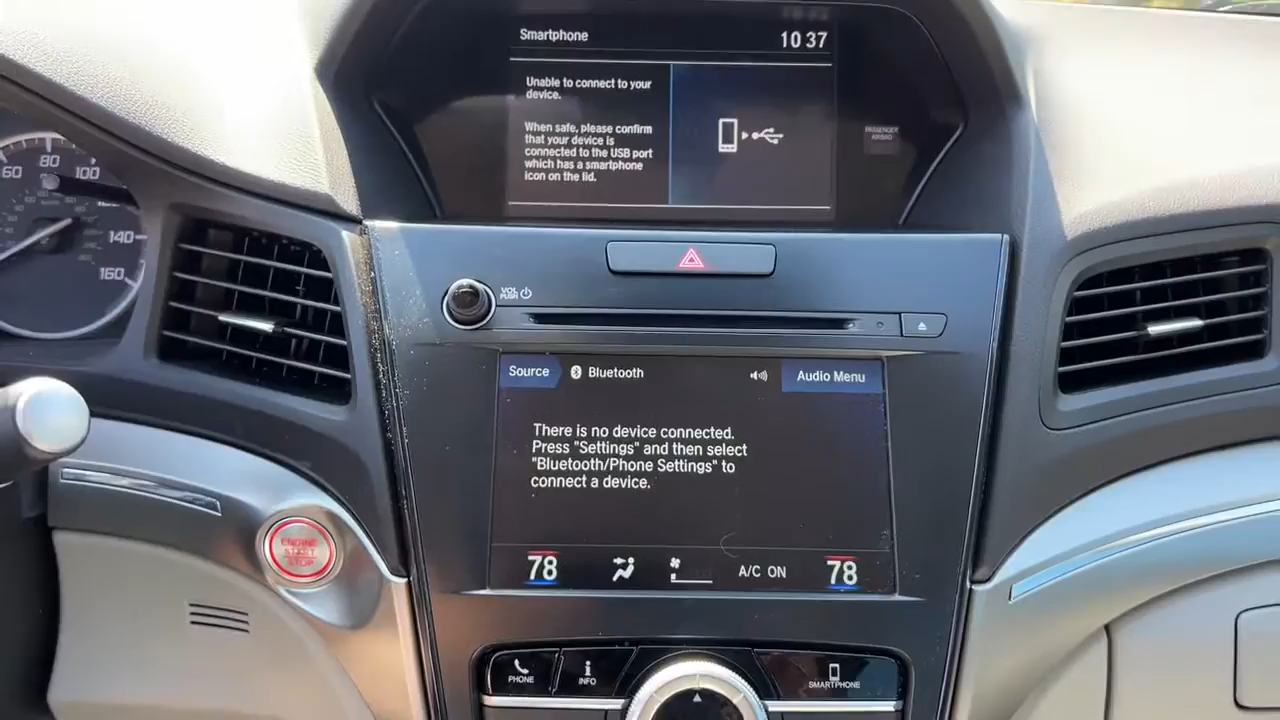 Smartphone
10 37
Unable to connect to your
device.
When safe, please confirm
that your device is
connected to the USB port
which has a smartphone
icon on the lid.
PASSENGER
AIRBAG
60
80
100
140
160
VOL
PUSH
Source
Bluetooth
Audio Menu
There is no device connected.
Press "Settings" and then select
"Bluetooth/Phone Settings" to
connect a device.
ENGINE
START
STOP
78
A/C ON
78
PHONE
INFO
SMARTPHONE